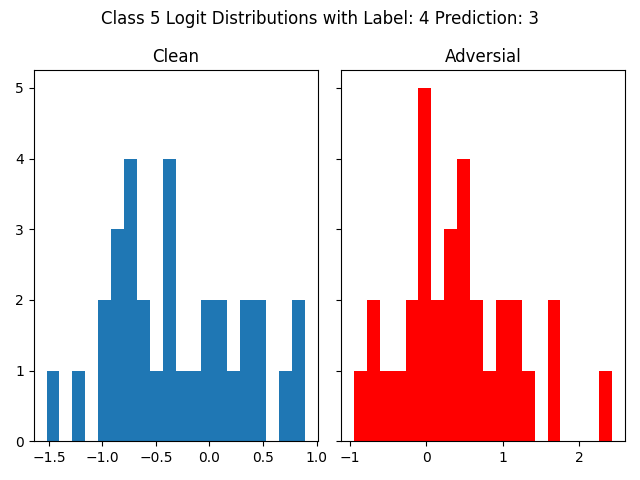 Class 5 Logit Distributions with Label: 4 Prediction: 3
Clean
Adversial
5
4
3
2
1
0
−1.5 −1.0 −0.5 0.0 0.5 1.0
−1 0 1 2